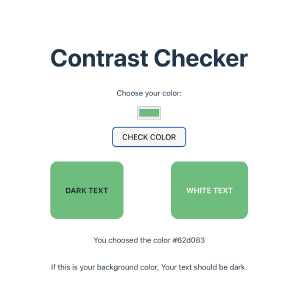 Contrast Checker
Choose your color:
CHECK COLOR
DARK TEXT
WHITE TEXT
You choosed the color #62d083
If this is your background color, Your text should be dark.